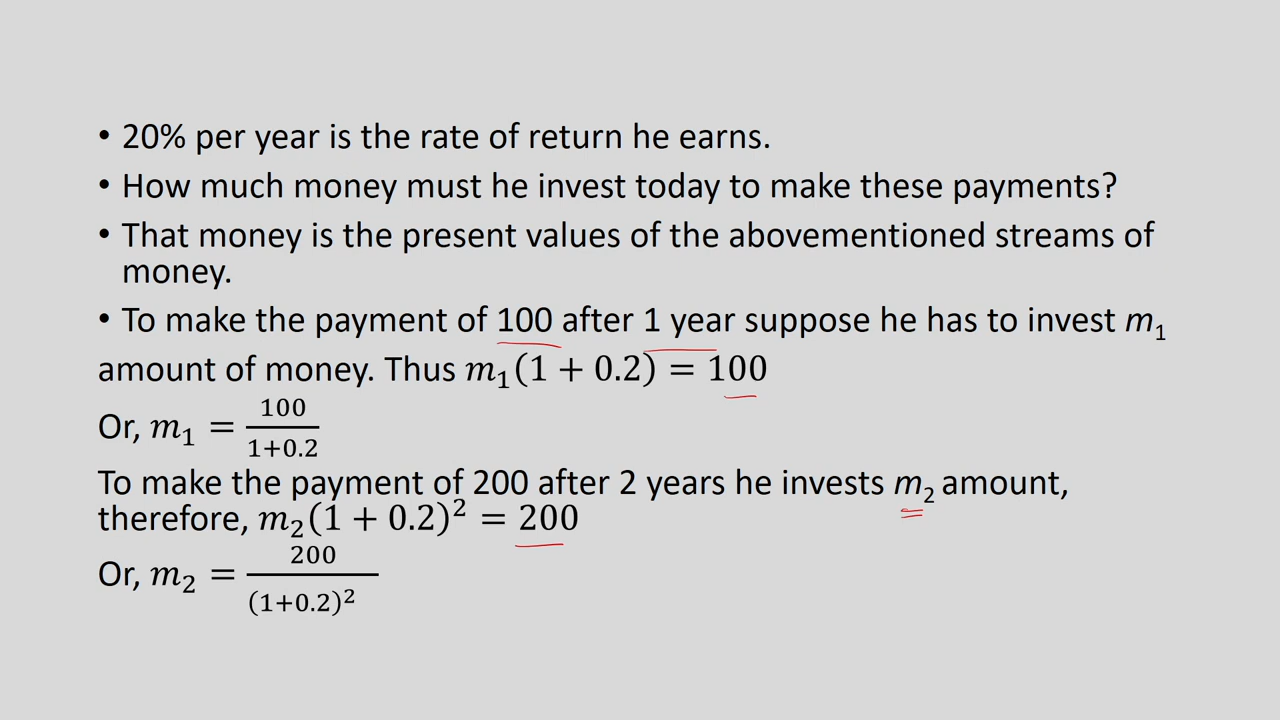 • 20% per year is the rate of return he earns.
• How much money must he invest today to make these payments?
• That money is the present values of the abovementioned streams of
money.
• To make the payment of 100 after 1 year suppose he has to invest m₁
amount of money. Thus m₁(1 + 0.2) = 100
Or, m₁ = 100/(1+0.2)
To make the payment of 200 after 2 years he invests m₂ amount,
therefore, m₂(1 + 0.2)² = 200
Or, m₂ = 200/(1+0.2)²